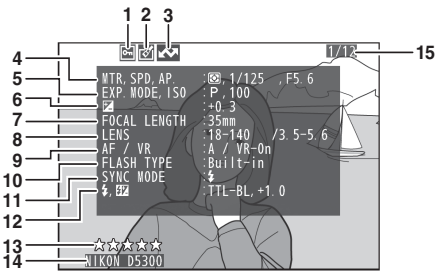 1 2 3
1/12 15
4 MTR, SPD, AP. : 1/125 , F5. 6
5 EXP. MODE, ISO : P , 100
6 : +0. 3
7 FOCAL LENGTH : 35mm
8 LENS : 18-140 /3. 5-5. 6
9 AF / VR : A / VR-On
10 FLASH TYPE : Built-in
11 SYNC MODE :
12 , : TTL-BL, +1. 0
13
14 NIKON D5300